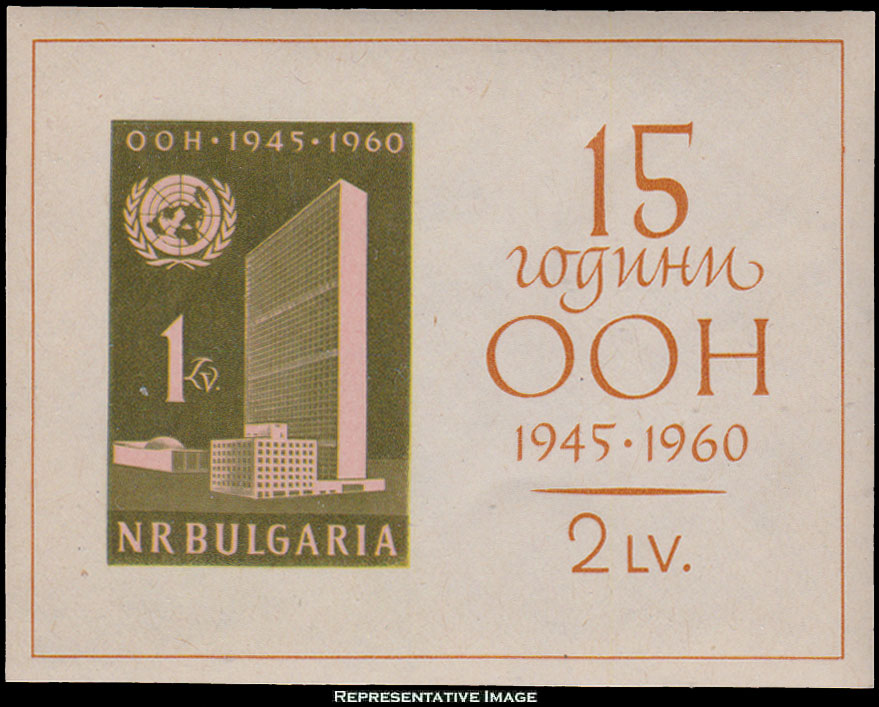 ООН · 1945 · 1960
1 Lv.
NR BULGARIA
15
години
ООН
1945 · 1960
2 LV.
REPRESENTATIVE IMAGE